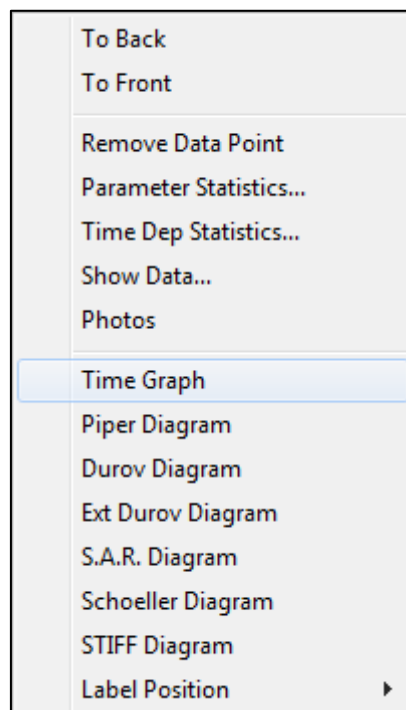 To Back
To Front
Remove Data Point
Parameter Statistics...
Time Dep Statistics...
Show Data...
Photos
Time Graph
Piper Diagram
Durov Diagram
Ext Durov Diagram
S.A.R. Diagram
Schoeller Diagram
STIFF Diagram
Label Position